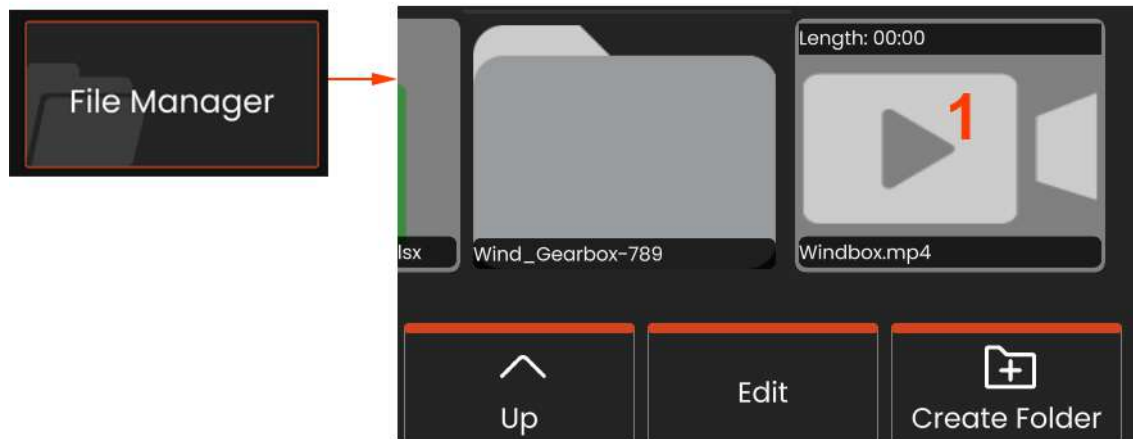 File Manager
Length: 00:00
1
lsx
Wind_Gearbox-789
Windbox.mp4
Up
Edit
Create Folder